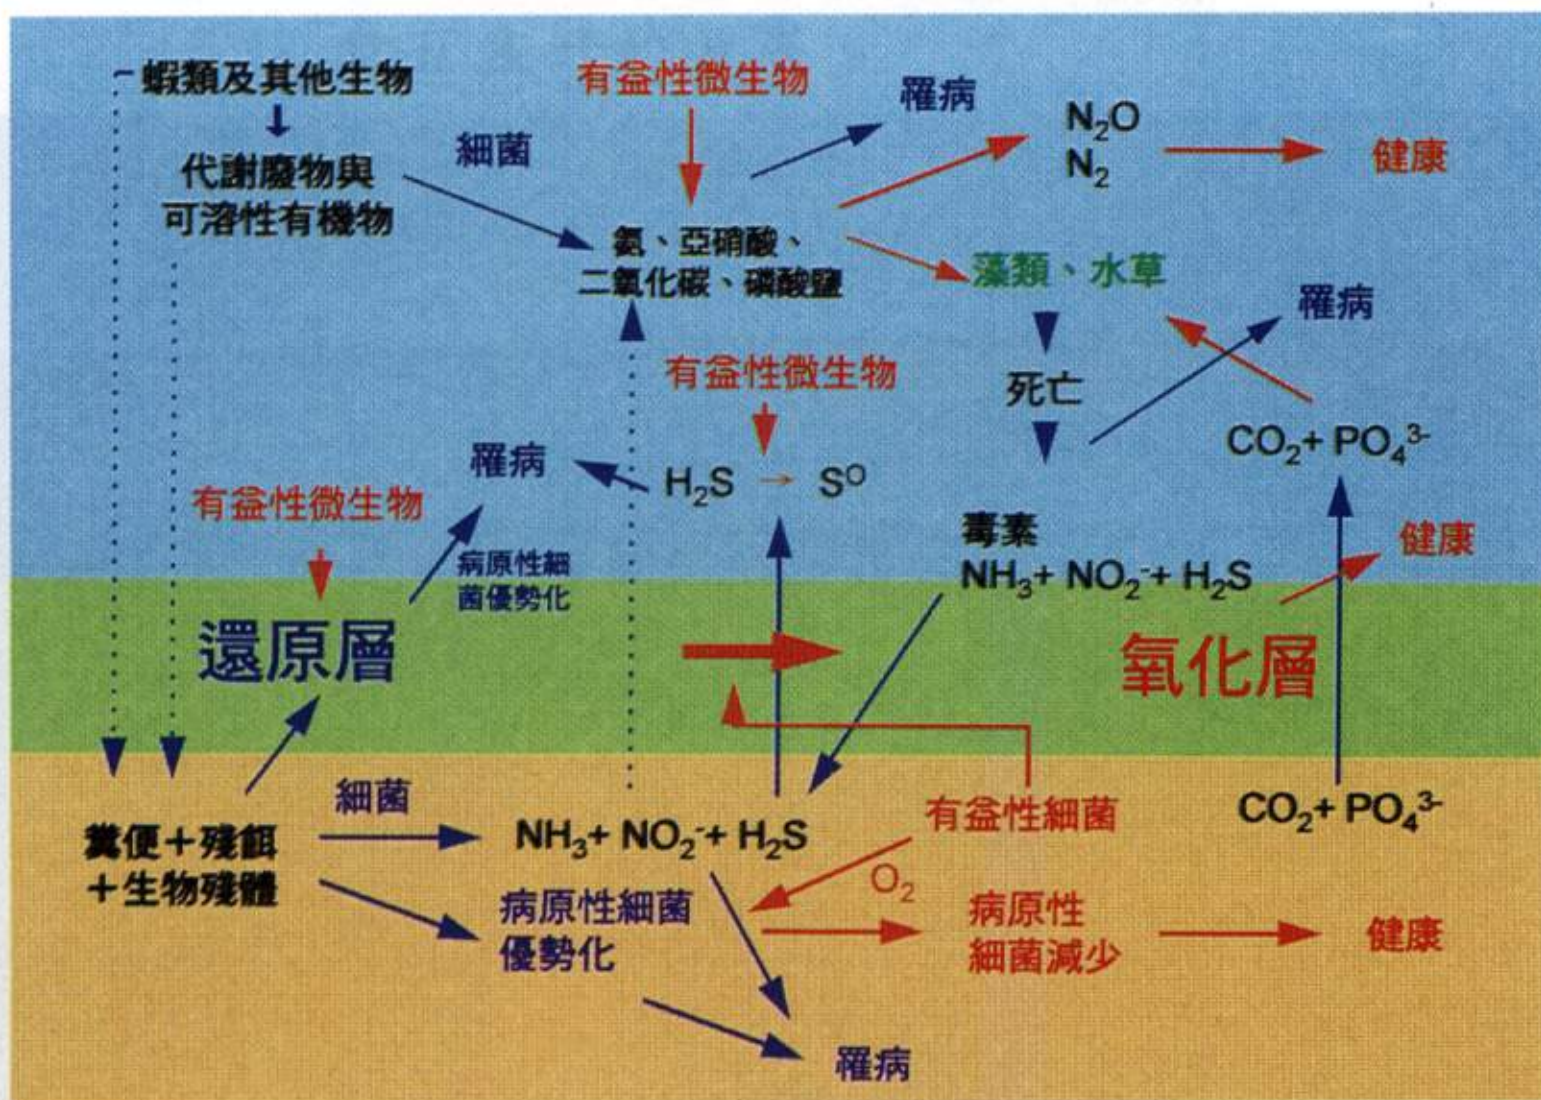 蝦類及其他生物
有益性微生物
罹病
N₂O
N₂
健康
細菌
代謝廢物與
可溶性有機物
氨、亞硝酸、
二氧化碳、磷酸鹽
藻類、水草
罹病
有益性微生物
死亡
CO₂+ PO₄³⁻
罹病
H₂S → S⁰
有益性微生物
毒素
NH₃+ NO₂⁻+ H₂S
健康
病原性細
菌優勢化
還原層
氧化層
細菌
糞便＋殘餌
＋生物殘體
NH₃+ NO₂⁻+ H₂S
有益性細菌
CO₂+ PO₄³⁻
O₂
病原性細菌
優勢化
病原性
細菌減少
健康
罹病